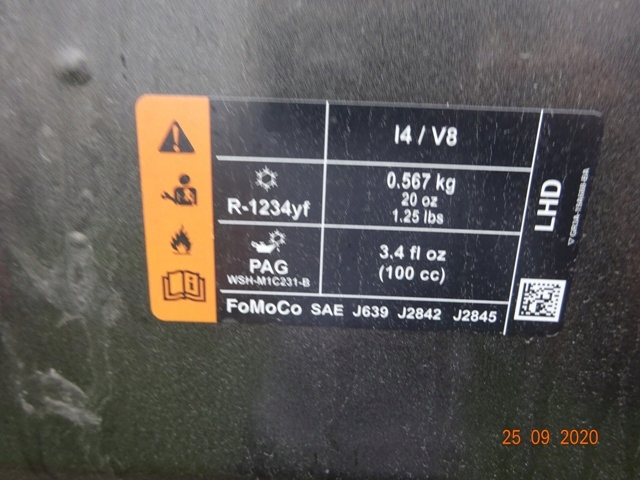 I4 / V8
R-1234yf
0.567 kg
20 oz
1.25 lbs
PAG
WSH-M1C231-B
3.4 fl oz
(100 cc)
FoMoCo SAE J639 J2842 J2845
LHD
25 09 2020